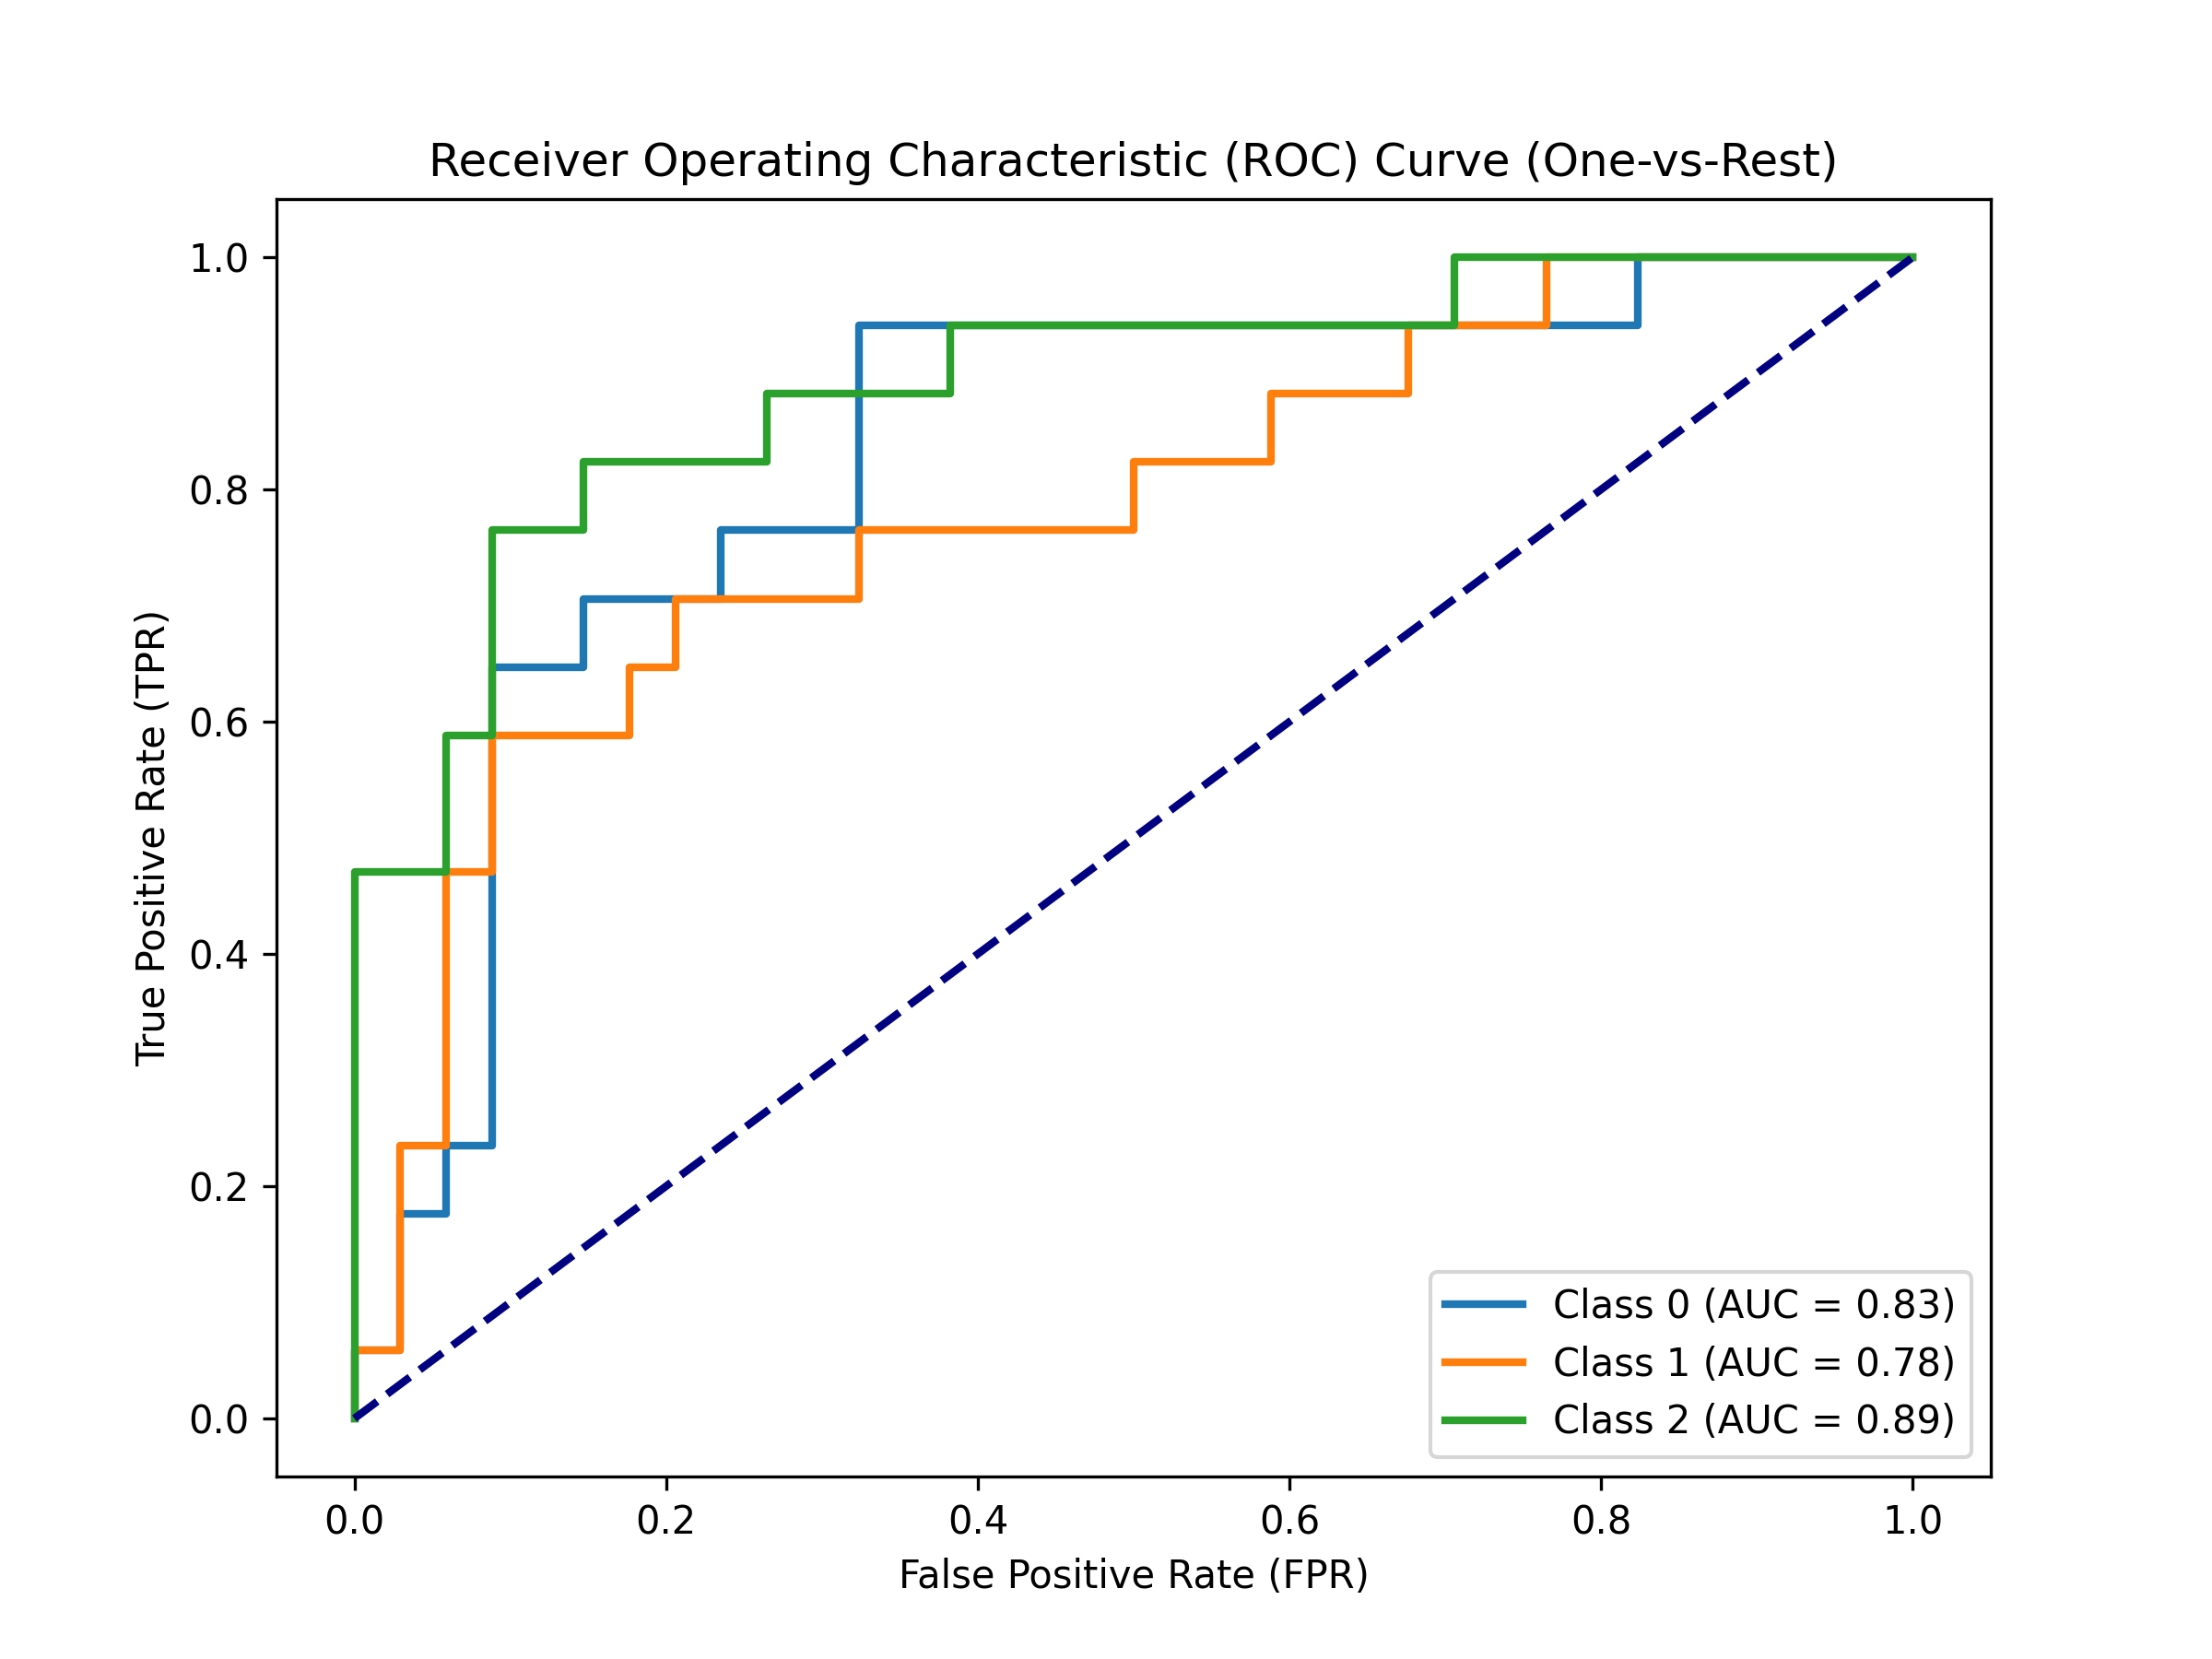 Receiver Operating Characteristic (ROC) Curve (One-vs-Rest)
True Positive Rate (TPR)
1.0
0.8
0.6
0.4
0.2
0.0
Class 0 (AUC = 0.83)
Class 1 (AUC = 0.78)
Class 2 (AUC = 0.89)
0.0 0.2 0.4 0.6 0.8 1.0
False Positive Rate (FPR)